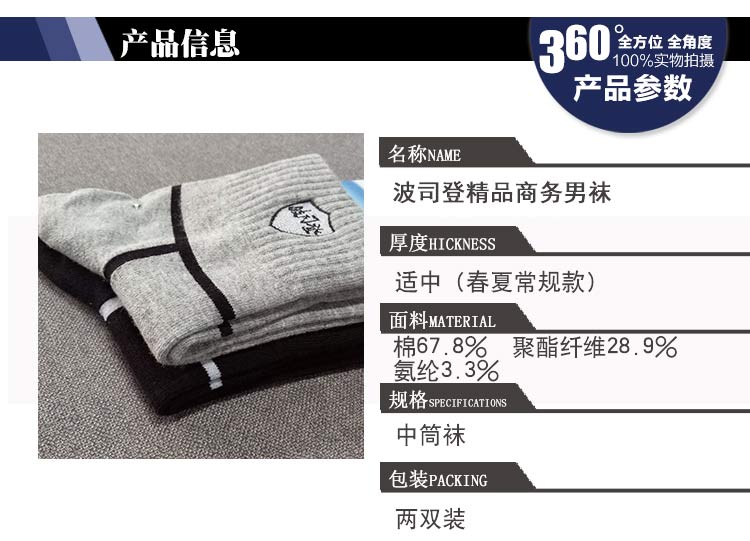 产品信息
360°全方位 全角度
100%实物拍摄
产品参数
波司登
名称NAME
波司登精品商务男袜
厚度HICKNESS
适中（春夏常规款）
面料MATERIAL
棉67.8% 聚酯纤维28.9%
氨纶3.3%
规格SPECIFICATIONS
中筒袜
包装PACKING
两双装